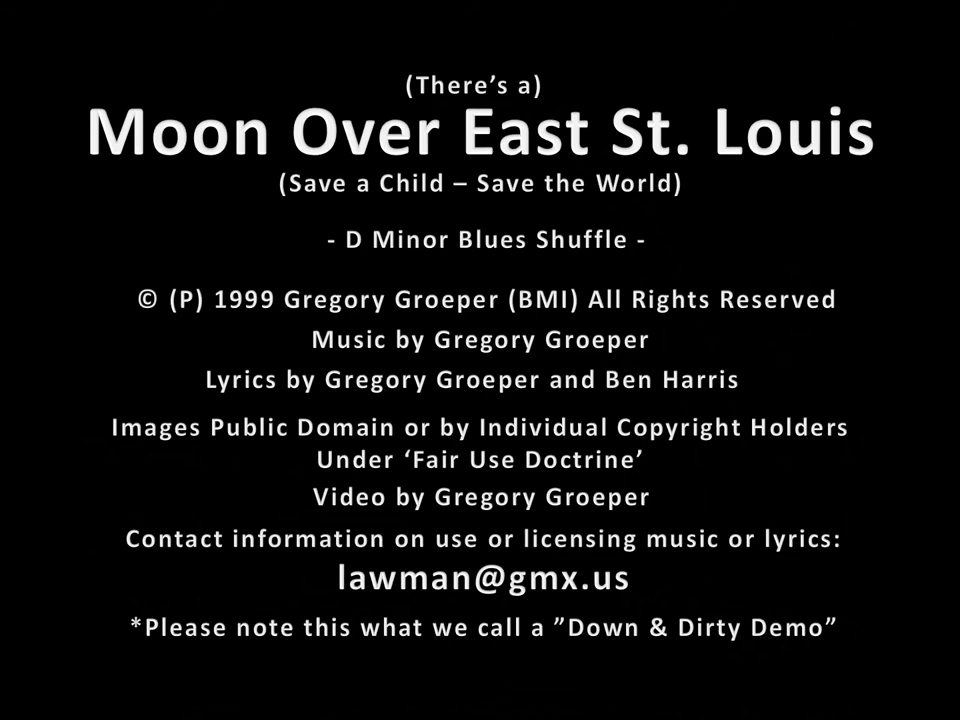 (There’s a)
Moon Over East St. Louis
(Save a Child – Save the World)
- D Minor Blues Shuffle -
© (P) 1999 Gregory Groeper (BMI) All Rights Reserved
Music by Gregory Groeper
Lyrics by Gregory Groeper and Ben Harris
Images Public Domain or by Individual Copyright Holders
Under ‘Fair Use Doctrine’
Video by Gregory Groeper
Contact information on use or licensing music or lyrics:
lawman@gmx.us
*Please note this what we call a ”Down & Dirty Demo”